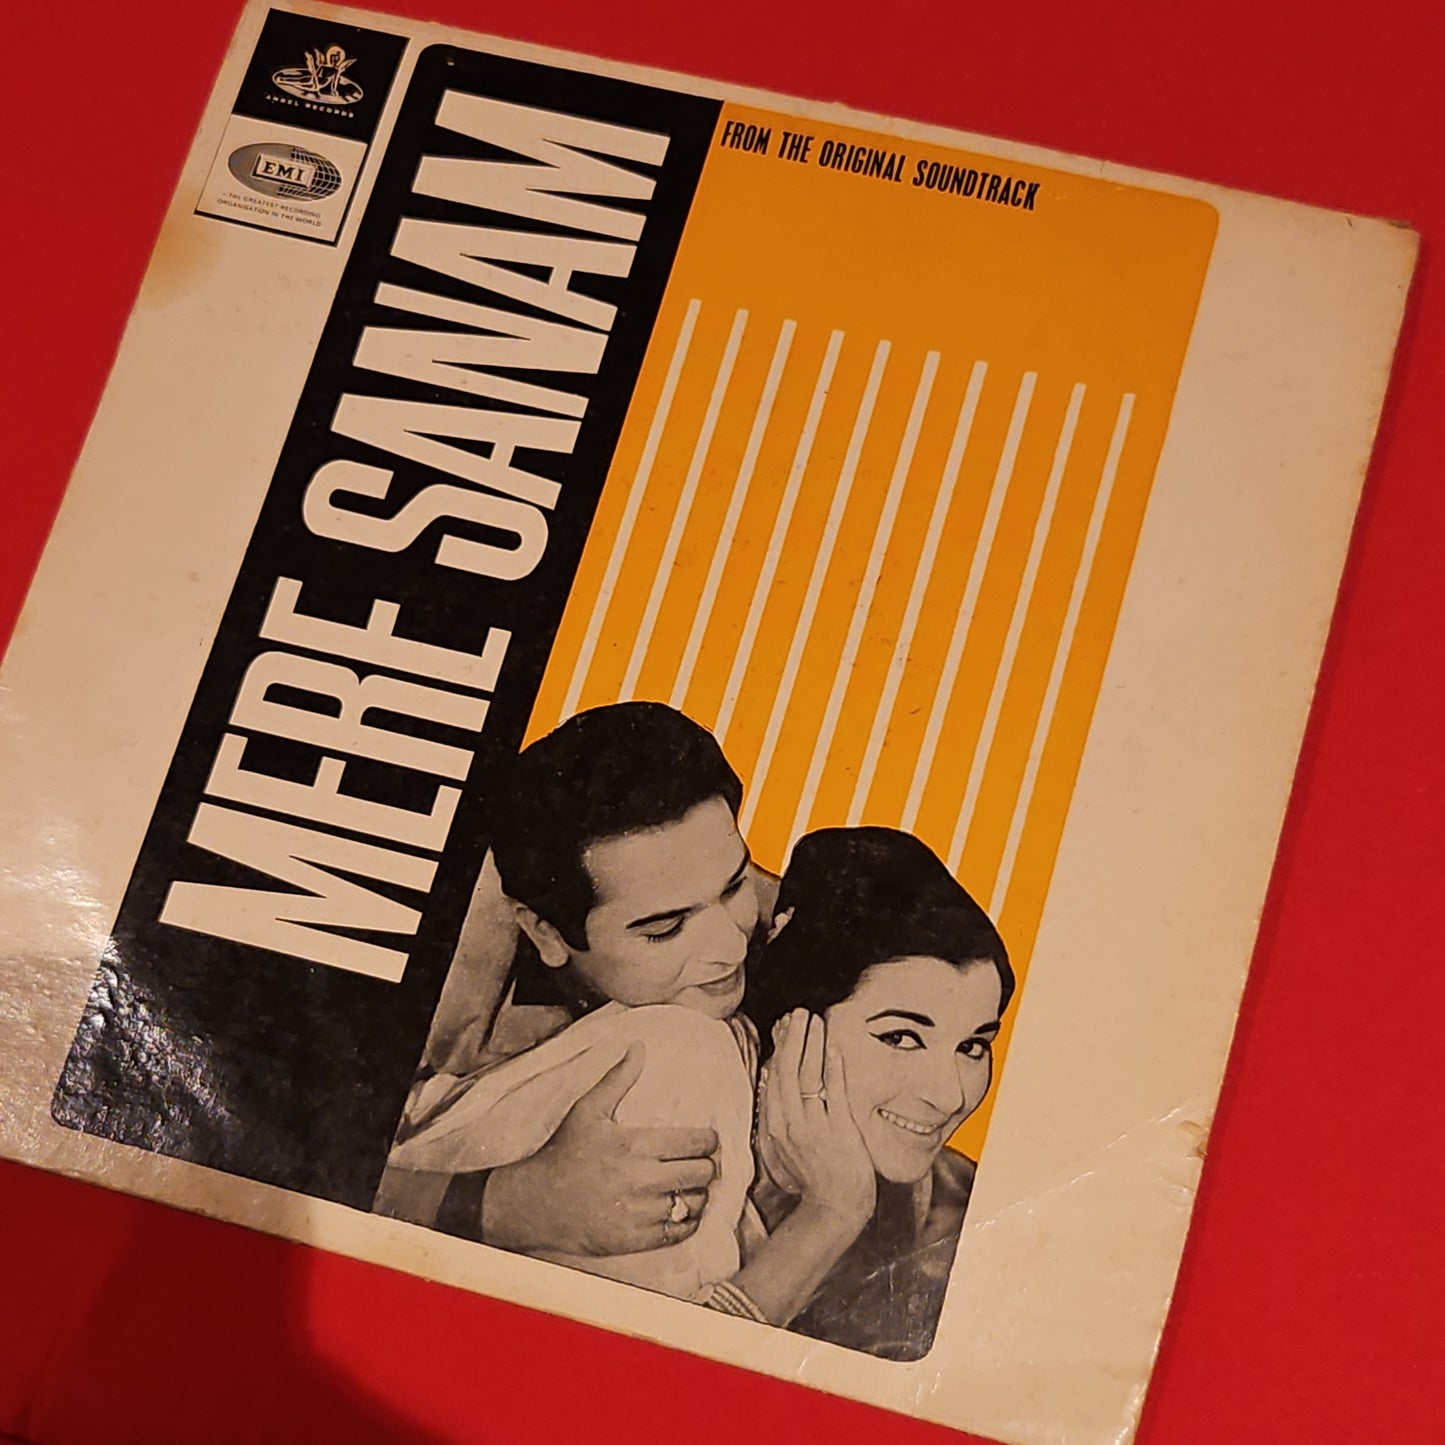 ANGEL RECORDS
EMI
THE GREATEST RECORDING
ORGANISATION IN THE WORLD
MERE SANAM
FROM THE ORIGINAL SOUNDTRACK